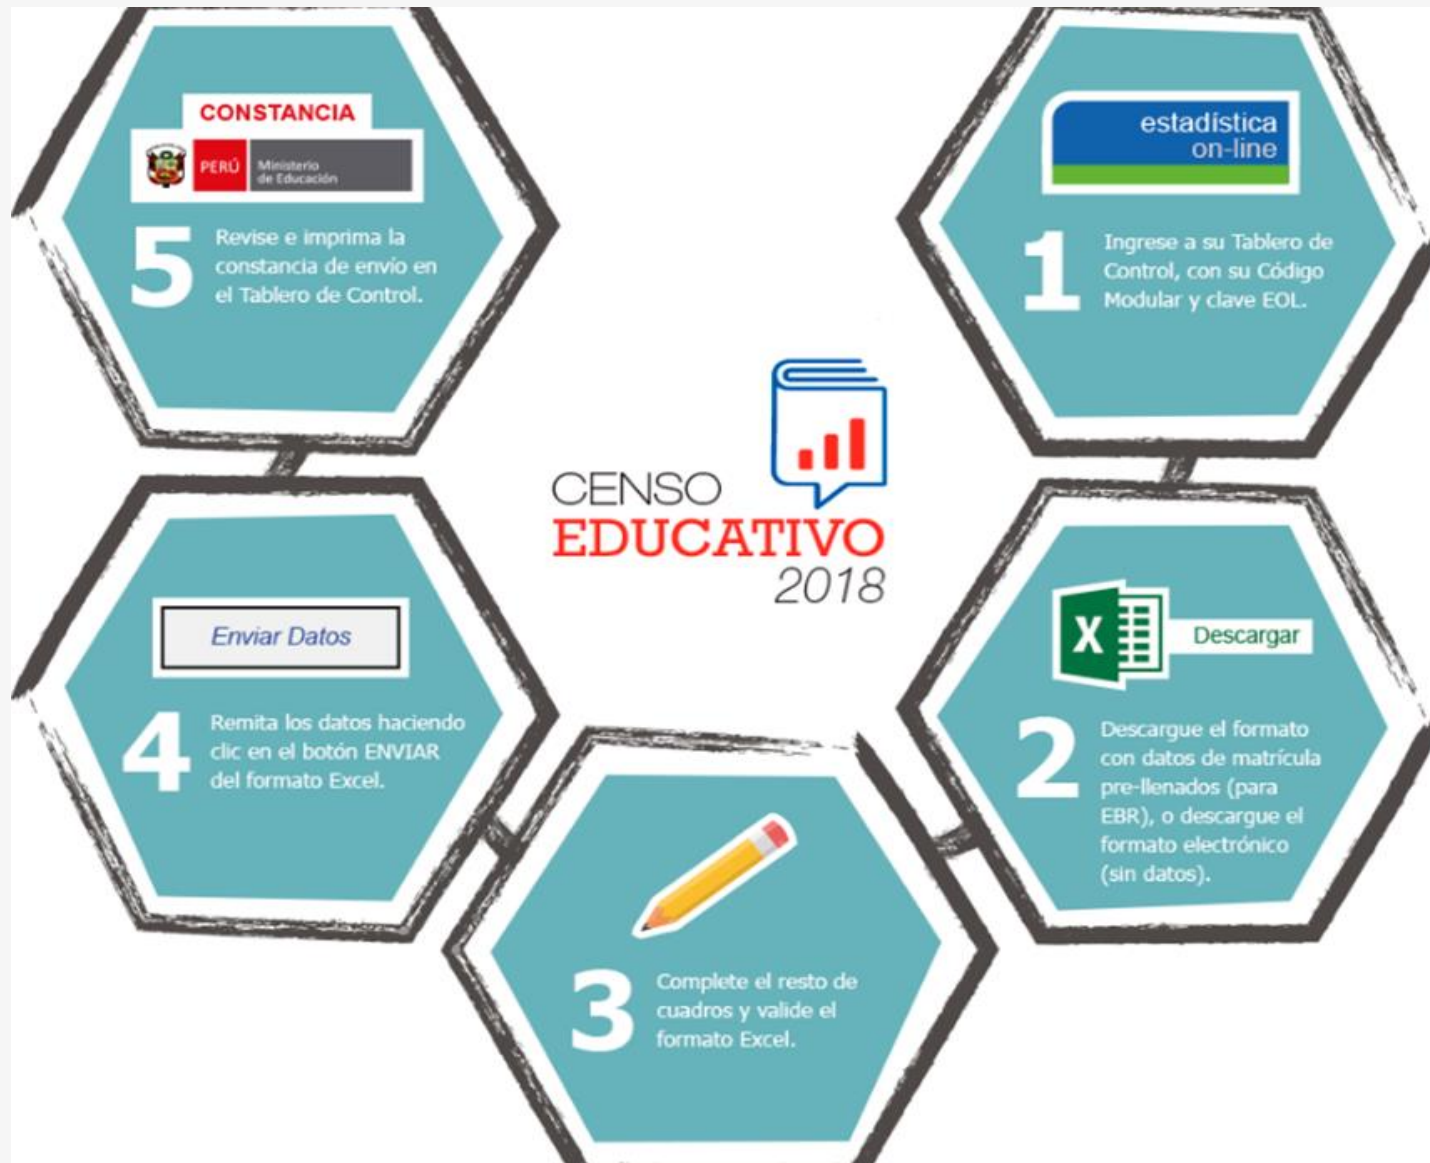 CONSTANCIA
PERÚ
Ministerio
de Educación
5
Revise e imprima la
constancia de envío en
el Tablero de Control.
estadística
on-line
1
Ingrese a su Tablero de
Control, con su Código
Modular y clave EOL.
CENSO
EDUCATIVO
2018
Enviar Datos
4
Remita los datos haciendo
clic en el botón ENVIAR
del formato Excel.
X
Descargar
2
Descargue el formato
con datos de matrícula
pre-llenados (para
EBR), o descargue el
formato electrónico
(sin datos).
3
Complete el resto de
cuadros y valide el
formato Excel.